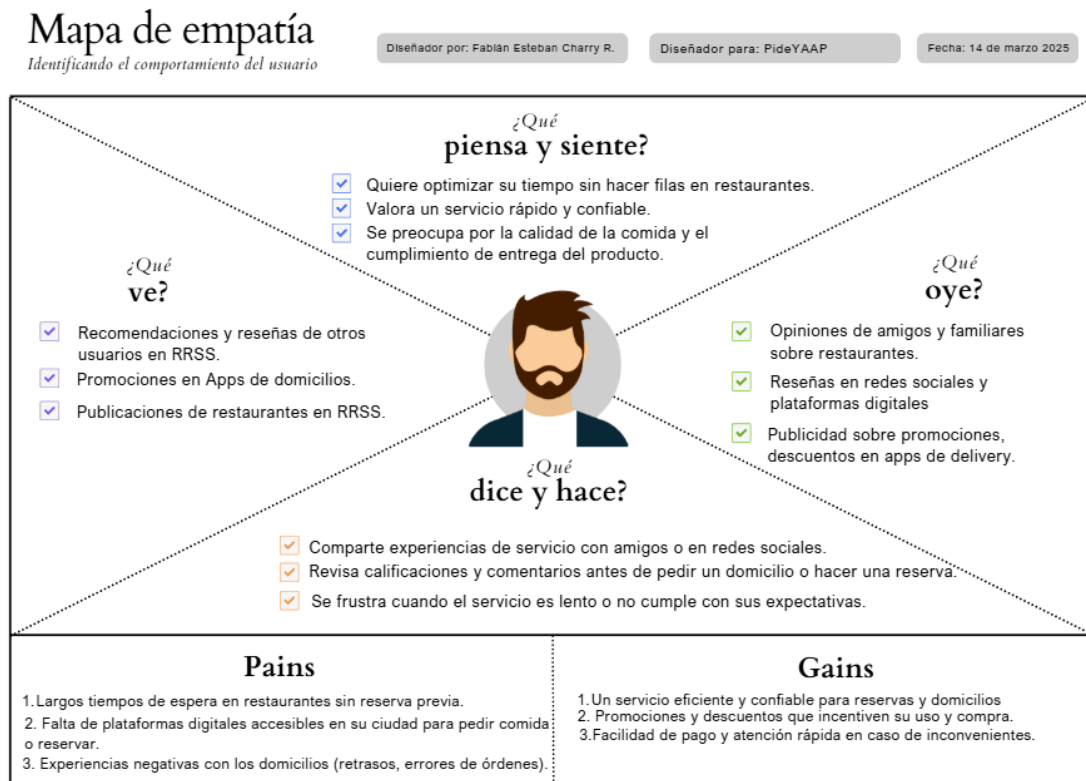 Mapa de empatía
Identificando el comportamiento del usuario
Diseñador por: Fabián Esteban Charry R.
Diseñador para: PideYAAP
Fecha: 14 de marzo 2025
¿Qué
piensa y siente?
Quiere optimizar su tiempo sin hacer filas en restaurantes.
Valora un servicio rápido y confiable.
Se preocupa por la calidad de la comida y el
cumplimiento de entrega del producto.
¿Qué
ve?
Recomendaciones y reseñas de otros
usuarios en RRSS.
Promociones en Apps de domicilios.
Publicaciones de restaurantes en RRSS.
¿Qué
oye?
Opiniones de amigos y familiares
sobre restaurantes.
Reseñas en redes sociales y
plataformas digitales
Publicidad sobre promociones,
descuentos en apps de delivery.
¿Qué
dice y hace?
Comparte experiencias de servicio con amigos o en redes sociales.
Revisa calificaciones y comentarios antes de pedir un domicilio o hacer una reserva.
Se frustra cuando el servicio es lento o no cumple con sus expectativas.
Pains
1.Largos tiempos de espera en restaurantes sin reserva previa.
2. Falta de plataformas digitales accesibles en su ciudad para pedir comida
o reservar.
3. Experiencias negativas con los domicilios (retrasos, errores de órdenes).
Gains
1.Un servicio eficiente y confiable para reservas y domicilios
2. Promociones y descuentos que incentiven su uso y compra.
3.Facilidad de pago y atención rápida en caso de inconvenientes.